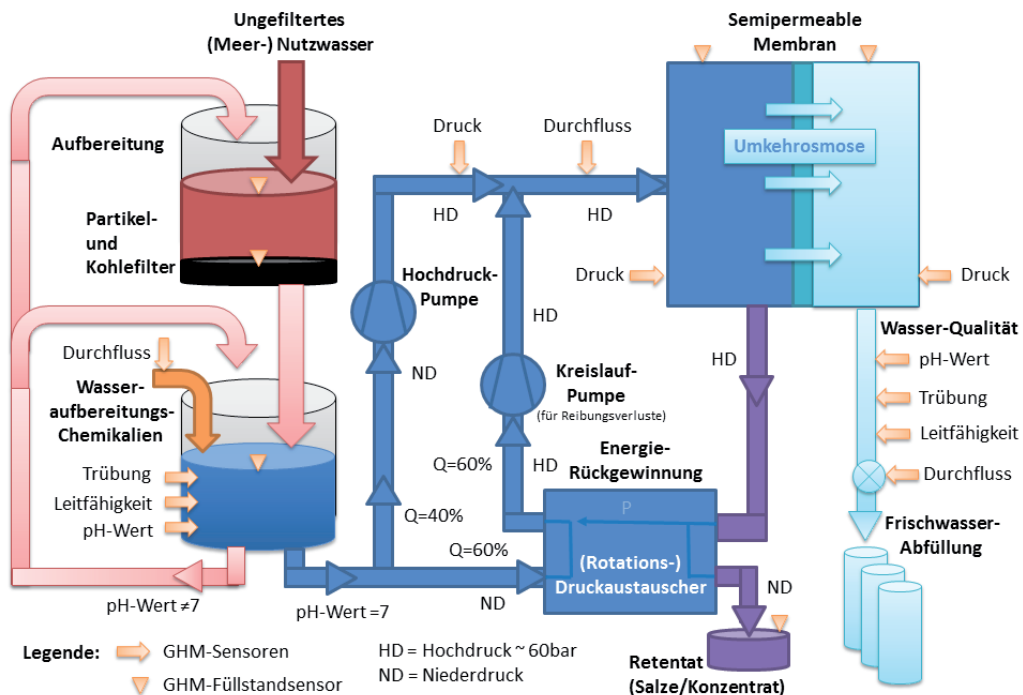 Ungefiltertes
(Meer-) Nutzwasser
Semipermeable
Membran
Aufbereitung
Druck
Durchfluss
Umkehrosmose
HD
HD
Partikel-
und
Kohlefilter
Hochdruck-
Pumpe
Druck
Druck
HD
Wasser-Qualität
Durchfluss
ND
HD
pH-Wert
Wasser-
aufbereitungs-
Chemikalien
Kreislauf-
Pumpe
(für Reibungsverluste)
Trübung
Leitfähigkeit
Energie-
Rückgewinnung
Q=60%
HD
Trübung
Leitfähigkeit
pH-Wert
Durchfluss
Q=40%
P
Frischwasser-
Abfüllung
Q=60%
(Rotations-)
Druckaustauscher
pH-Wert ≠7
pH-Wert =7
ND
ND
Legende:
GHM-Sensoren
GHM-Füllstandsensor
HD = Hochdruck ~ 60bar
ND = Niederdruck
Retentat
(Salze/Konzentrat)